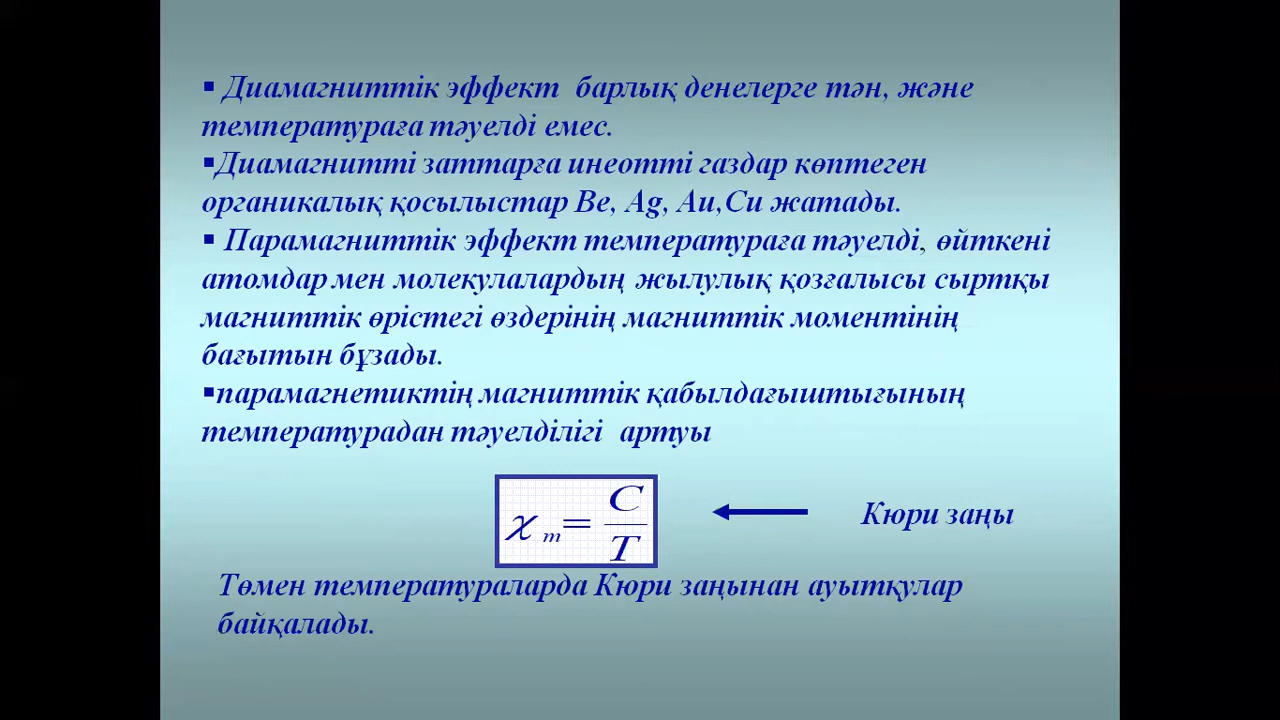 ▪ Диамагниттік эффект барлық денелерге тән, және
температураға тәуелді емес.
▪Диамагнитті заттарға инеотті газдар көптеген
органикалық қосылыстар Be, Ag, Au,Cu жатады.
▪ Парамагниттік эффект температураға тәуелді, өйткені
атомдар мен молекулалардың жылулық қозғалысы сыртқы
магниттік өрістегі өздерінің магниттік моментінің
бағытын бұзады.
▪парамагнетиктің магниттік қабылдағыштығының
температурадан тәуелділігі артуы
χ m = C/T
Кюри заңы
Төмен температураларда Кюри заңынан ауытқулар
байқалады.